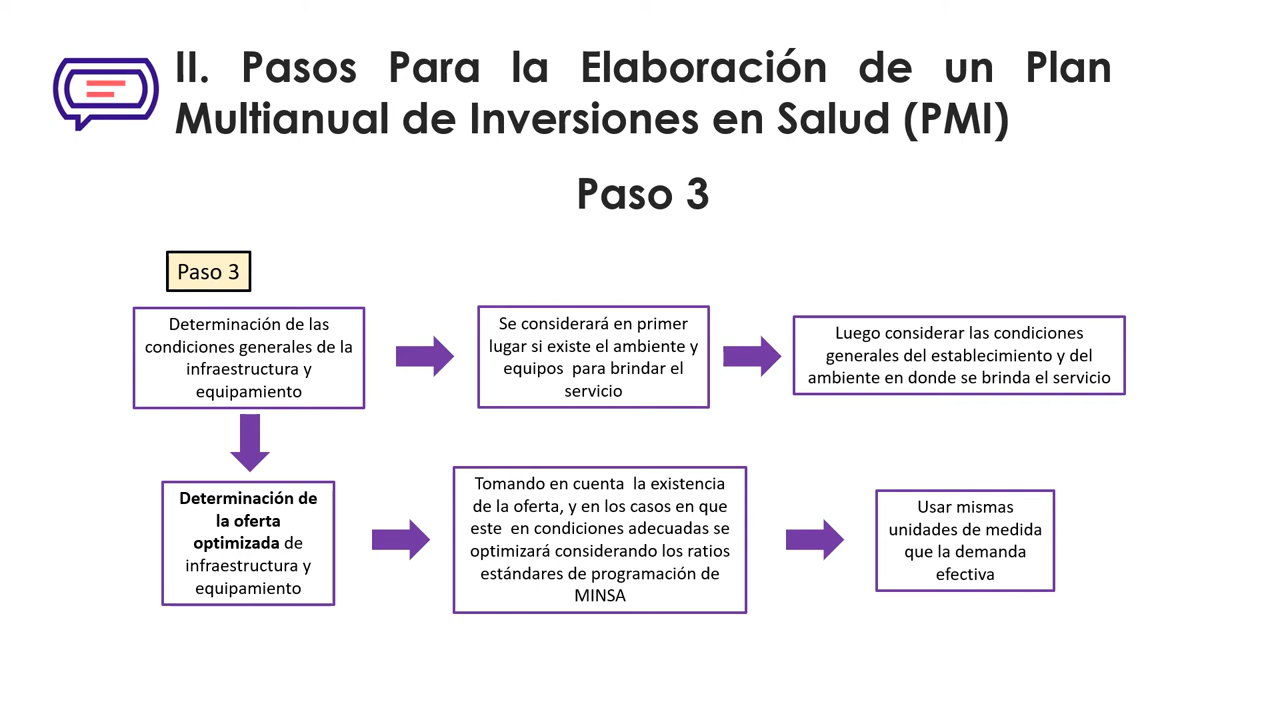 II. Pasos Para la Elaboración de un Plan
Multianual de Inversiones en Salud (PMI)
Paso 3
Paso 3
Determinación de las
condiciones generales de la
infraestructura y
equipamiento
Se considerará en primer
lugar si existe el ambiente y
equipos para brindar el
servicio
Luego considerar las condiciones
generales del establecimiento y del
ambiente en donde se brinda el servicio
Determinación de
la oferta
optimizada de
infraestructura y
equipamiento
Tomando en cuenta la existencia
de la oferta, y en los casos en que
este en condiciones adecuadas se
optimizará considerando los ratios
estándares de programación de
MINSA
Usar mismas
unidades de medida
que la demanda
efectiva